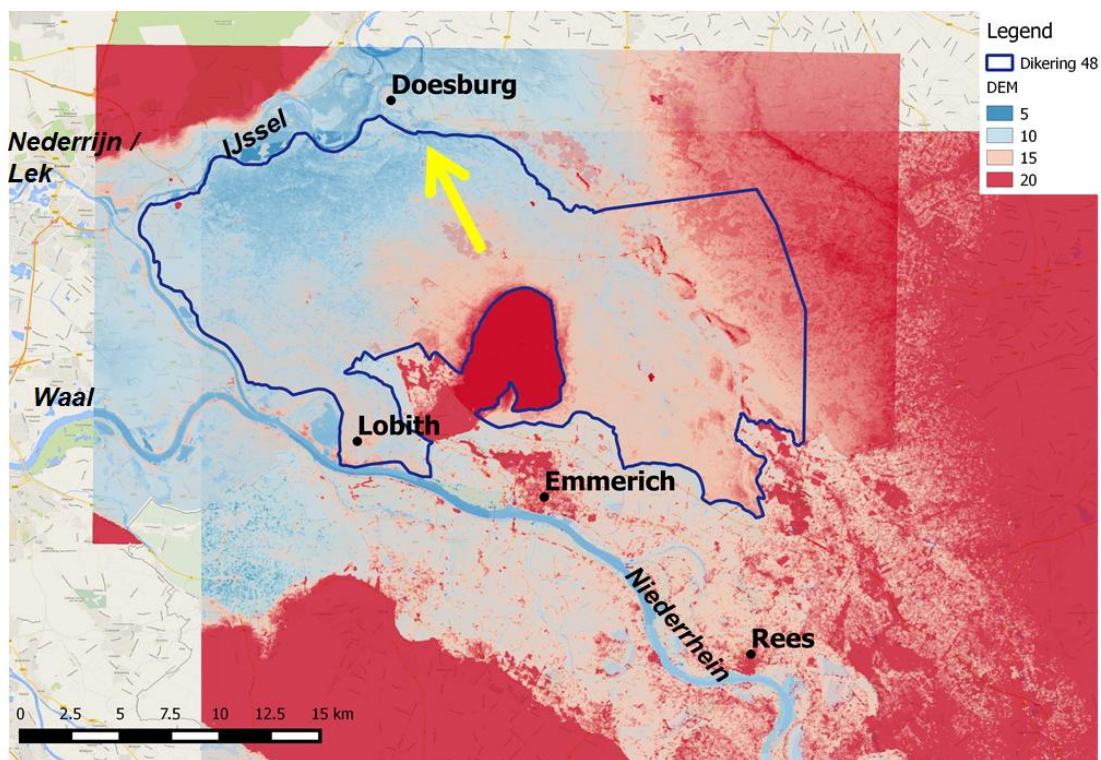 Legend
Dikering 48
DEM
5
10
15
20
Doesburg
IJssel
Nederrijn /
Lek
Waal
Lobith
Emmerich
Niederrhein
Rees
0 2.5 5 7.5 10 12.5 15 km